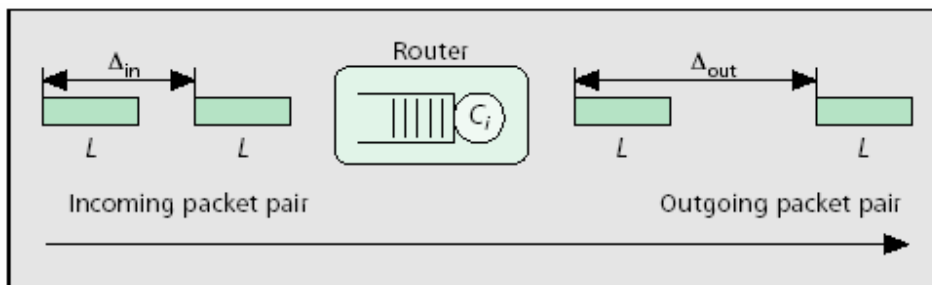 Router
Δin
Δout
Ci
L
L
L
L
Incoming packet pair
Outgoing packet pair